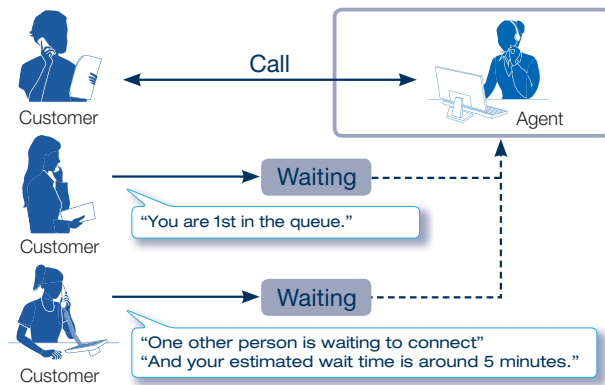 Call
Customer
Agent
Waiting
“You are 1st in the queue.”
Customer
Waiting
“One other person is waiting to connect”
“And your estimated wait time is around 5 minutes.”
Customer